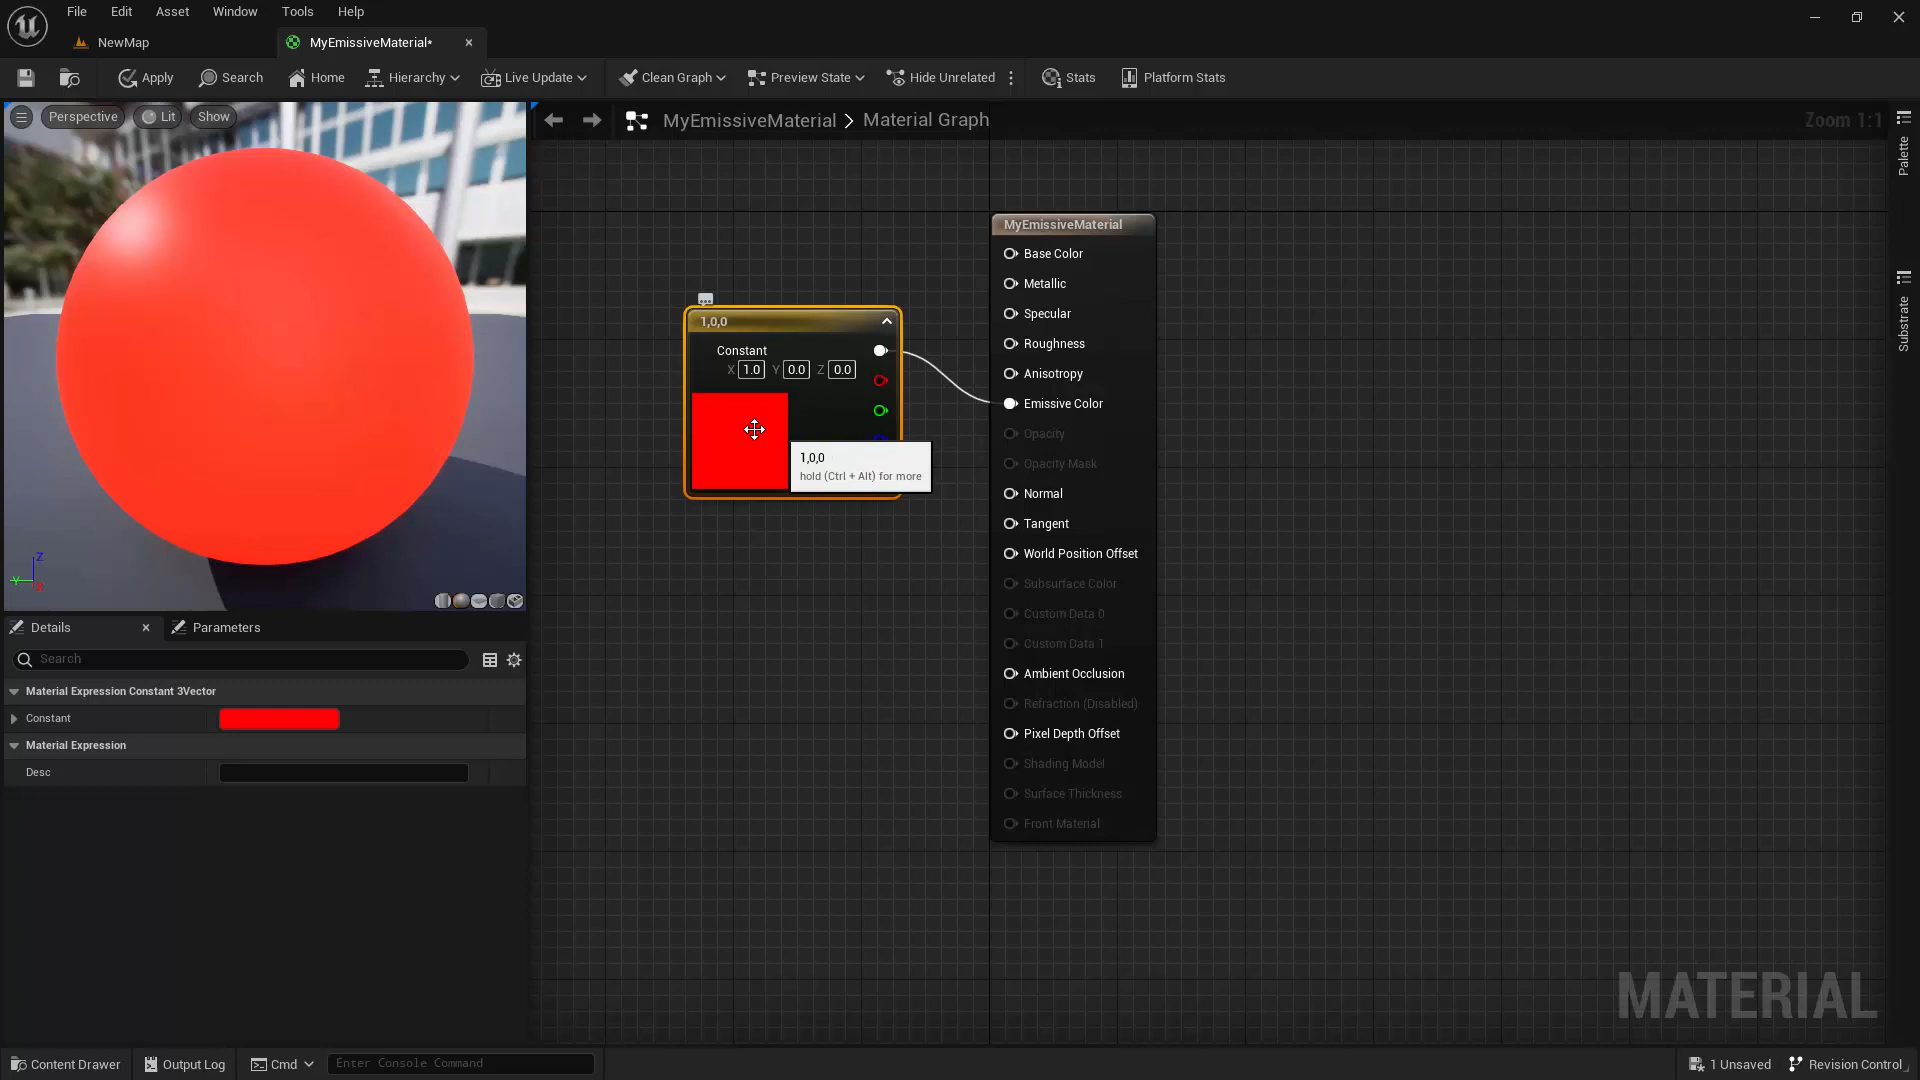 File Edit Asset Window Tools Help
NewMap MyEmissiveMaterial*
Apply Search Home Hierarchy Live Update Clean Graph Preview State Hide Unrelated Stats Platform Stats
Perspective Lit Show
MyEmissiveMaterial > Material Graph
Zoom 1:1
Palette
Substrate
MyEmissiveMaterial
Base Color
Metallic
Specular
Roughness
Anisotropy
Emissive Color
Opacity
Opacity Mask
Normal
Tangent
World Position Offset
Subsurface Color
Custom Data 0
Custom Data 1
Ambient Occlusion
Refraction (Disabled)
Pixel Depth Offset
Shading Model
Surface Thickness
Front Material
1,0,0
Constant
X 1.0 Y 0.0 Z 0.0
1,0,0
hold (Ctrl + Alt) for more
Z
Y
X
Details Parameters
Search
Material Expression Constant 3Vector
Constant
Material Expression
Desc
MATERIAL
Content Drawer Output Log Cmd Enter Console Command 1 Unsaved Revision Control